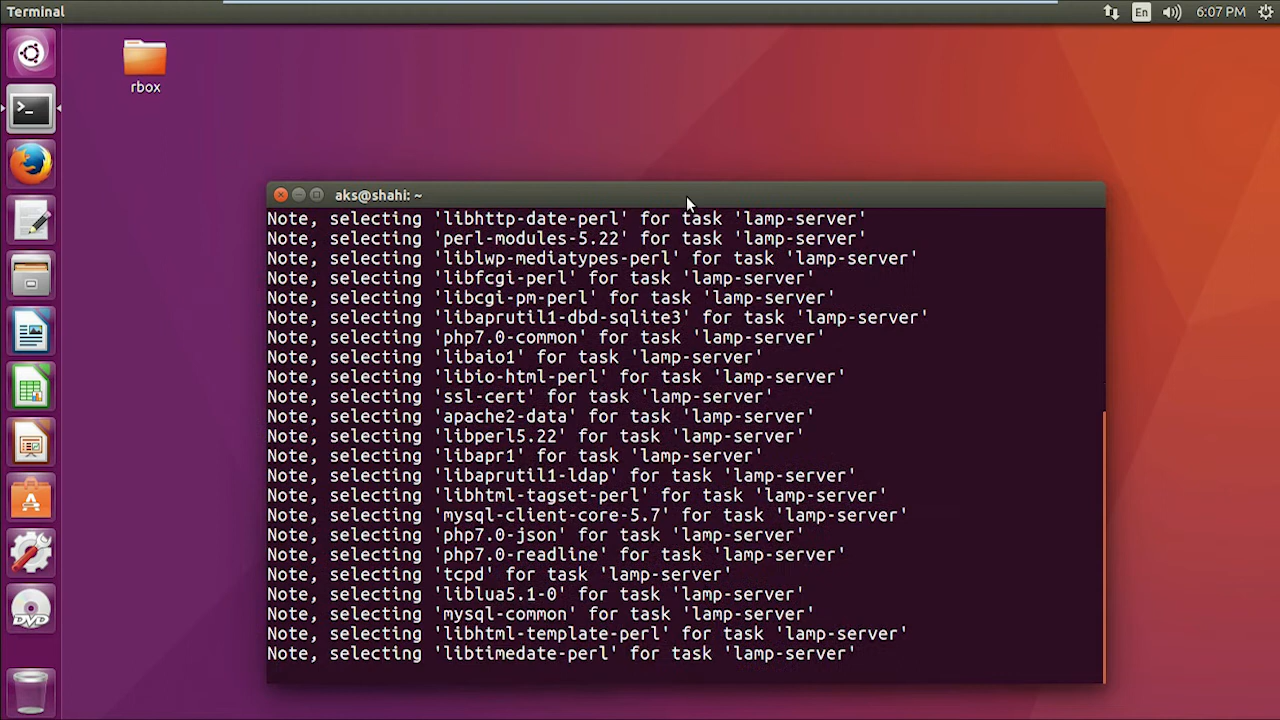 Terminal
En
6:07 PM
rbox
aks@shahi: ~
Note, selecting 'libhttp-date-perl' for task 'lamp-server'
Note, selecting 'perl-modules-5.22' for task 'lamp-server'
Note, selecting 'liblwp-mediatypes-perl' for task 'lamp-server'
Note, selecting 'libfcgi-perl' for task 'lamp-server'
Note, selecting 'libcgi-pm-perl' for task 'lamp-server'
Note, selecting 'libaprutil1-dbd-sqlite3' for task 'lamp-server'
Note, selecting 'php7.0-common' for task 'lamp-server'
Note, selecting 'libaio1' for task 'lamp-server'
Note, selecting 'libio-html-perl' for task 'lamp-server'
Note, selecting 'ssl-cert' for task 'lamp-server'
Note, selecting 'apache2-data' for task 'lamp-server'
Note, selecting 'libperl5.22' for task 'lamp-server'
Note, selecting 'libapr1' for task 'lamp-server'
Note, selecting 'libaprutil1-ldap' for task 'lamp-server'
Note, selecting 'libhtml-tagset-perl' for task 'lamp-server'
Note, selecting 'mysql-client-core-5.7' for task 'lamp-server'
Note, selecting 'php7.0-json' for task 'lamp-server'
Note, selecting 'php7.0-readline' for task 'lamp-server'
Note, selecting 'tcpd' for task 'lamp-server'
Note, selecting 'liblua5.1-0' for task 'lamp-server'
Note, selecting 'mysql-common' for task 'lamp-server'
Note, selecting 'libhtml-template-perl' for task 'lamp-server'
Note, selecting 'libtimedate-perl' for task 'lamp-server'
DVD